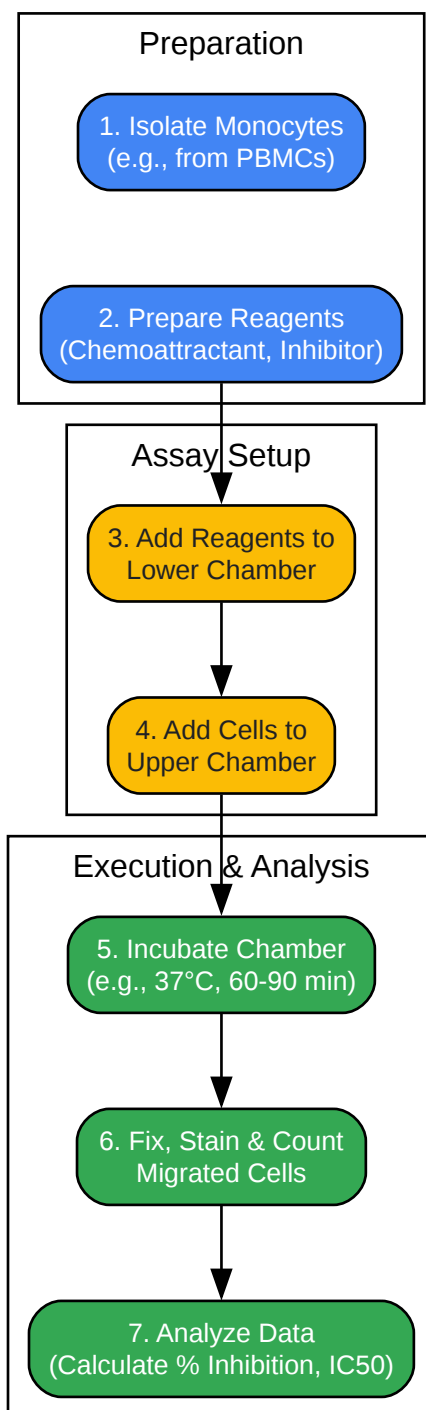 Preparation
1. Isolate Monocytes
(e.g., from PBMCs)
2. Prepare Reagents
(Chemoattractant, Inhibitor)
Assay Setup
3. Add Reagents to
Lower Chamber
4. Add Cells to
Upper Chamber
Execution & Analysis
5. Incubate Chamber
(e.g., 37°C, 60-90 min)
6. Fix, Stain & Count
Migrated Cells
7. Analyze Data
(Calculate % Inhibition, IC50)